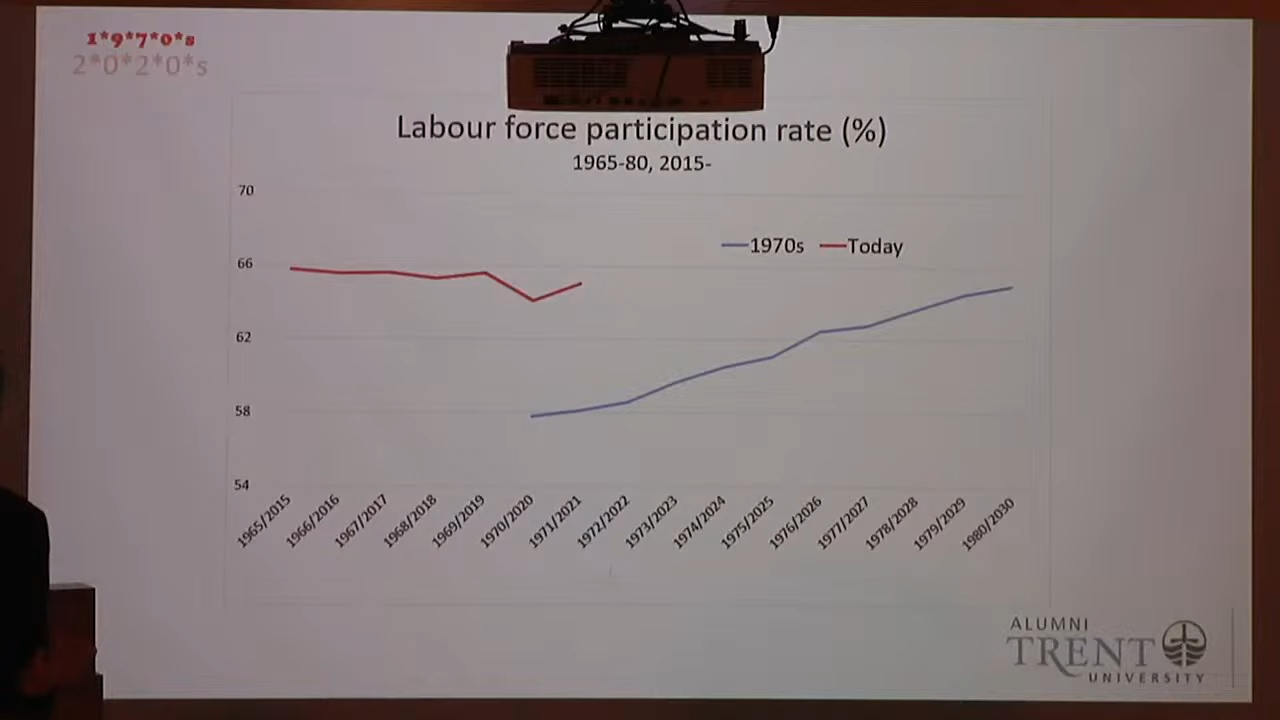 1*9*7*0*s
2*0*2*0*s
Labour force participation rate (%)
1965-80, 2015-
70
66
62
58
54
1970s
Today
1965/2015
1966/2016
1967/2017
1968/2018
1969/2019
1970/2020
1971/2021
1972/2022
1973/2023
1974/2024
1975/2025
1976/2026
1977/2027
1978/2028
1979/2029
1980/2030
ALUMNI
TRENT
UNIVERSITY